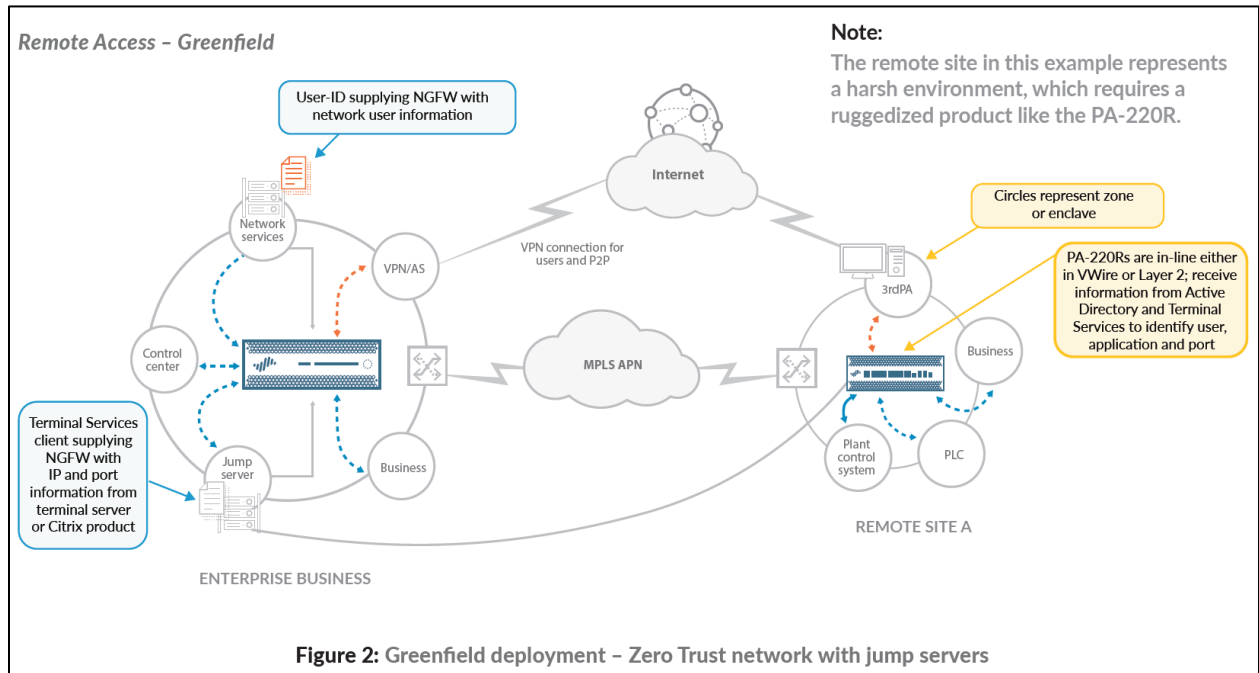 Remote Access – Greenfield
Note:
The remote site in this example represents
a harsh environment, which requires a
ruggedized product like the PA-220R.
User-ID supplying NGFW with
network user information
Internet
Circles represent zone
or enclave
Network
services
VPN/AS
VPN connection for
users and P2P
3rdPA
PA-220Rs are in-line either
in VWire or Layer 2; receive
information from Active
Directory and Terminal
Services to identify user,
application and port
Control
center
MPLS APN
Business
Terminal Services
client supplying
NGFW with
IP and port
information from
terminal server
or Citrix product
Jump
server
Business
Plant
control
system
PLC
REMOTE SITE A
ENTERPRISE BUSINESS
Figure 2: Greenfield deployment – Zero Trust network with jump servers